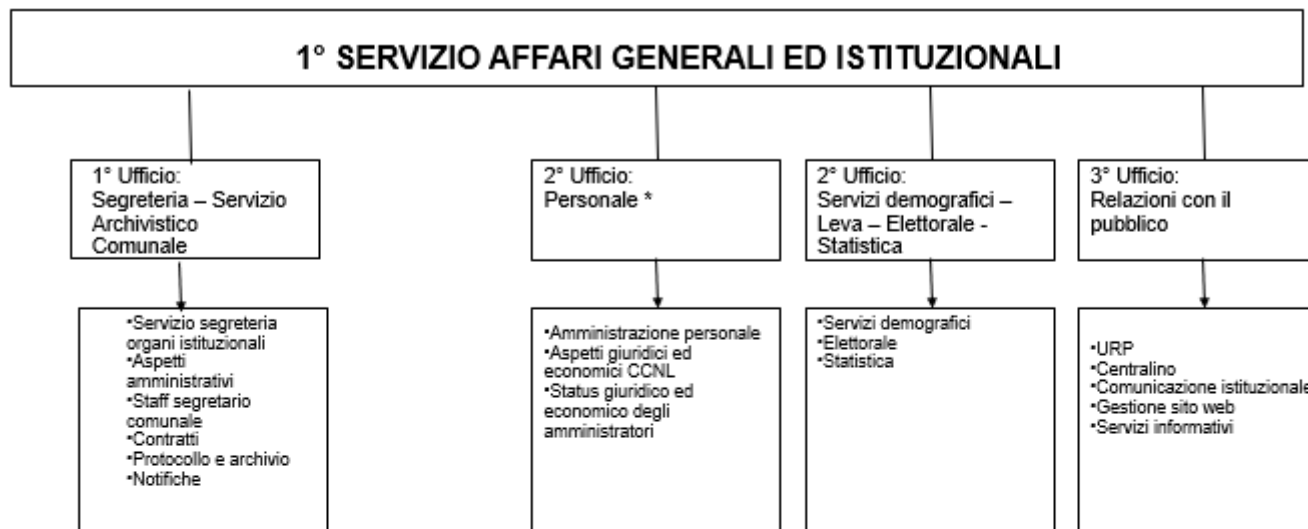 1° SERVIZIO AFFARI GENERALI ED ISTITUZIONALI
1° Ufficio:
Segreteria – Servizio
Archivistico
Comunale
2° Ufficio:
Personale *
2° Ufficio:
Servizi demografici –
Leva – Elettorale -
Statistica
3° Ufficio:
Relazioni con il
pubblico
•Servizio segreteria
organi istituzionali
•Aspetti
amministrativi
•Staff segretario
comunale
•Contratti
•Protocollo e archivio
•Notifiche
•Amministrazione personale
•Aspetti giuridici ed
economici CCNL
•Status giuridico ed
economico degli
amministratori
•Servizi demografici
•Elettorale
•Statistica
•URP
•Centralino
•Comunicazione istituzionale
•Gestione sito web
•Servizi informativi